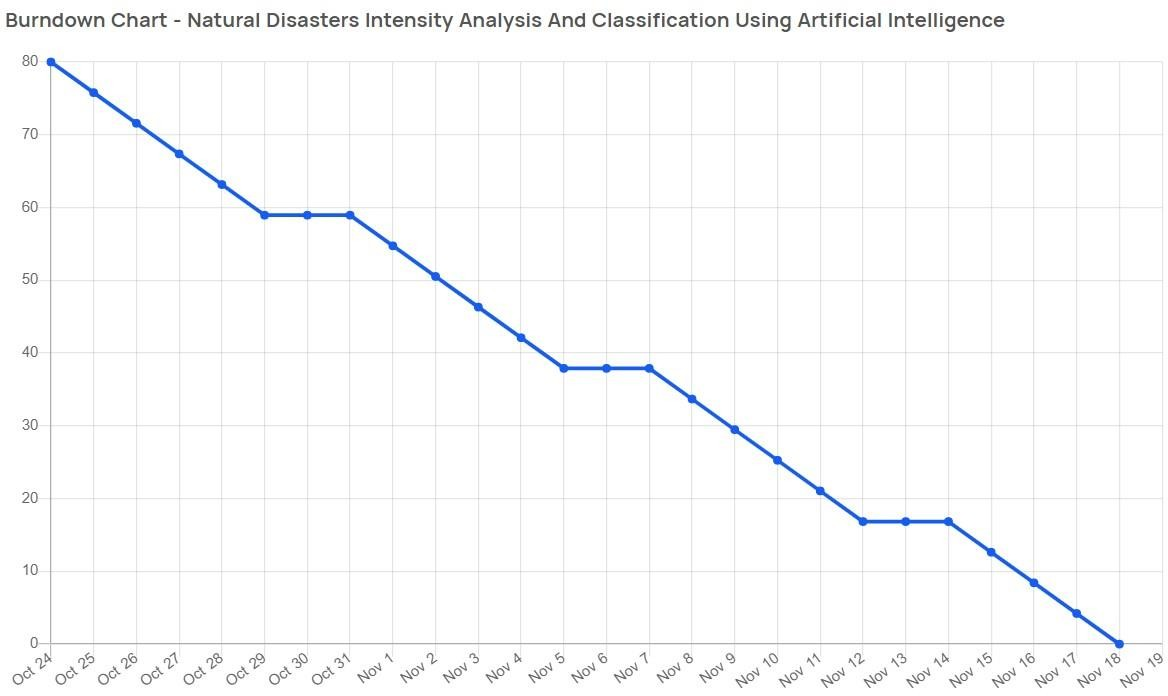 Burndown Chart - Natural Disasters Intensity Analysis And Classification Using Artificial Intelligence
80
70
60
50
40
30
20
10
0
Oct 24
Oct 25
Oct 26
Oct 27
Oct 28
Oct 29
Oct 30
Oct 31
Nov 1
Nov 2
Nov 3
Nov 4
Nov 5
Nov 6
Nov 7
Nov 8
Nov 9
Nov 10
Nov 11
Nov 12
Nov 13
Nov 14
Nov 15
Nov 16
Nov 17
Nov 18
Nov 19